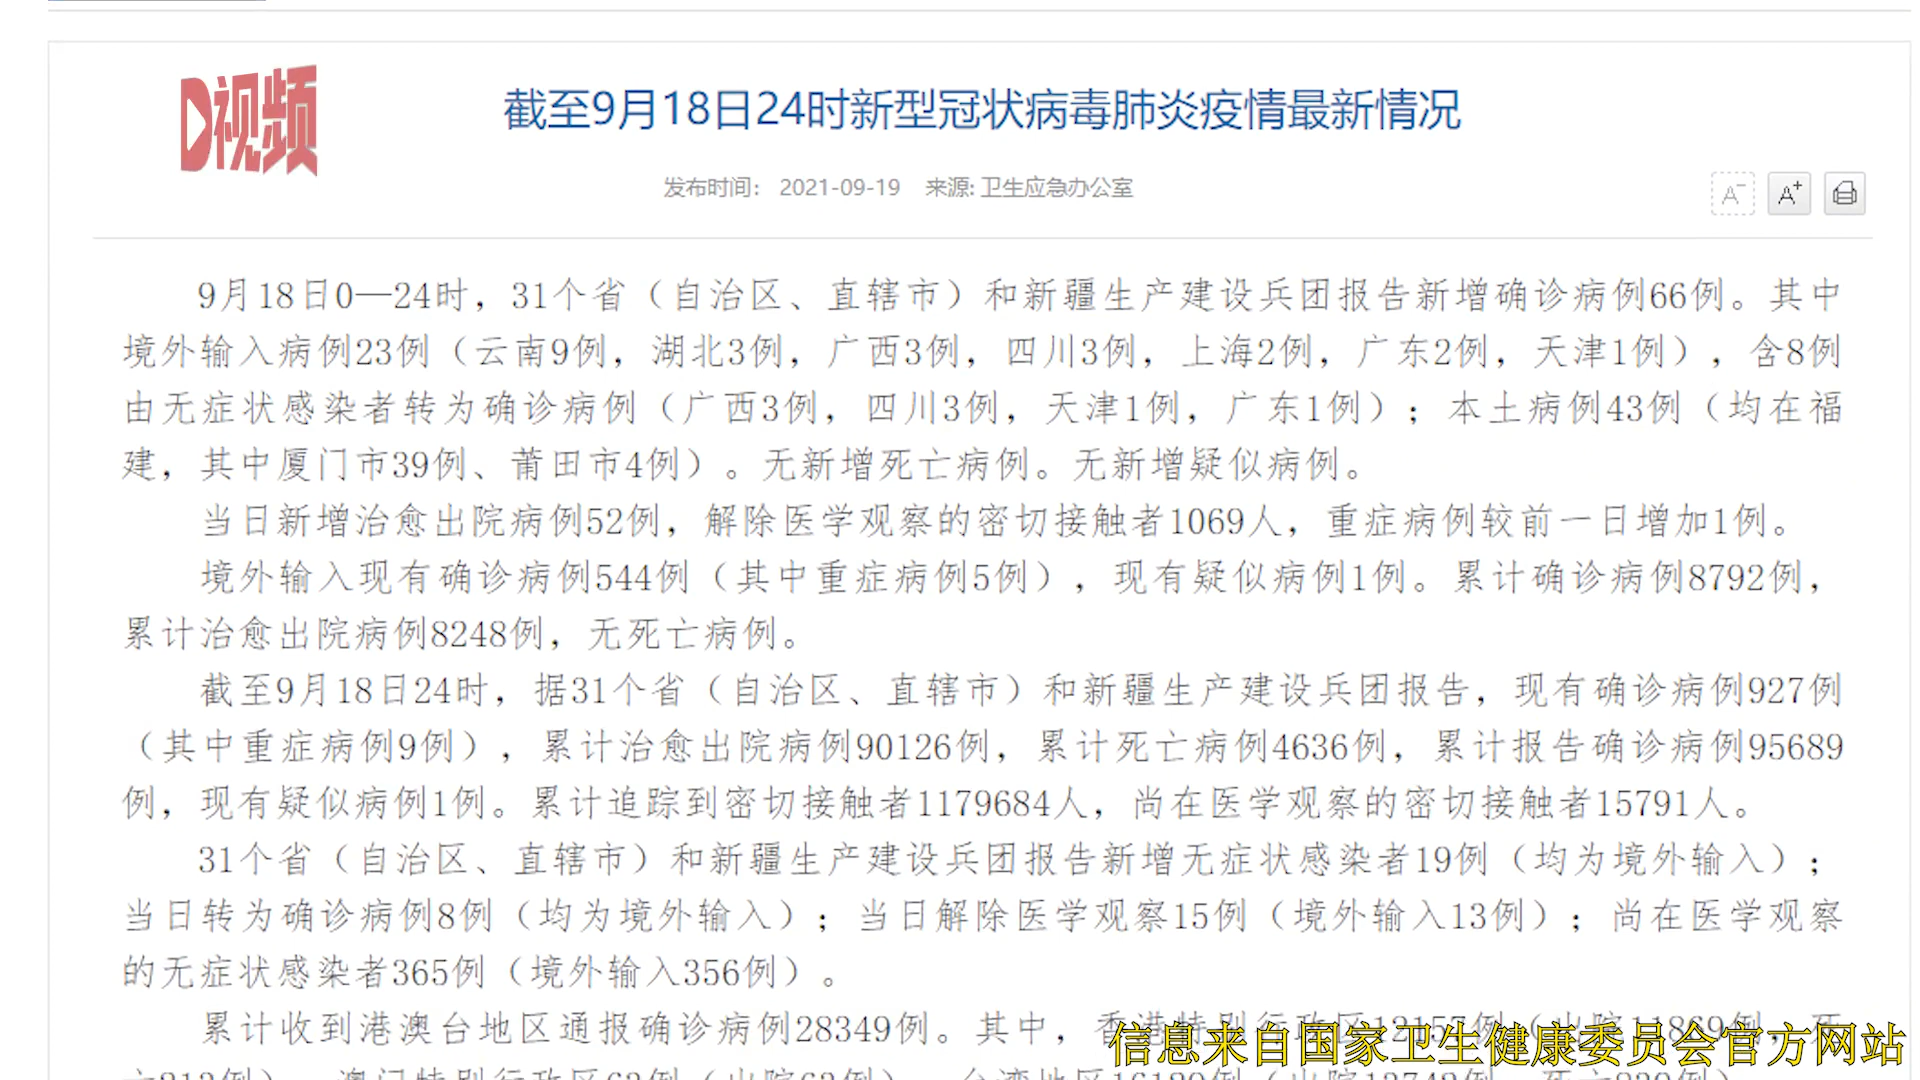 D视频
截至9月18日24时新型冠状病毒肺炎疫情最新情况
发布时间： 2021-09-19 来源: 卫生应急办公室
A- A+
9月18日0—24时，31个省（自治区、直辖市）和新疆生产建设兵团报告新增确诊病例66例。其中
境外输入病例23例（云南9例，湖北3例，广西3例，四川3例，上海2例，广东2例，天津1例），含8例
由无症状感染者转为确诊病例（广西3例，四川3例，天津1例，广东1例）；本土病例43例（均在福
建，其中厦门市39例、莆田市4例）。无新增死亡病例。无新增疑似病例。
当日新增治愈出院病例52例，解除医学观察的密切接触者1069人，重症病例较前一日增加1例。
境外输入现有确诊病例544例（其中重症病例5例），现有疑似病例1例。累计确诊病例8792例，
累计治愈出院病例8248例，无死亡病例。
截至9月18日24时，据31个省（自治区、直辖市）和新疆生产建设兵团报告，现有确诊病例927例
（其中重症病例9例），累计治愈出院病例90126例，累计死亡病例4636例，累计报告确诊病例95689
例，现有疑似病例1例。累计追踪到密切接触者1179684人，尚在医学观察的密切接触者15791人。
31个省（自治区、直辖市）和新疆生产建设兵团报告新增无症状感染者19例（均为境外输入）；
当日转为确诊病例8例（均为境外输入）；当日解除医学观察15例（境外输入13例）；尚在医学观察
的无症状感染者365例（境外输入356例）。
累计收到港澳台地区通报确诊病例28349例。其中，香港特别行政区12157例（出院11869例，死
信息来自国家卫生健康委员会官方网站